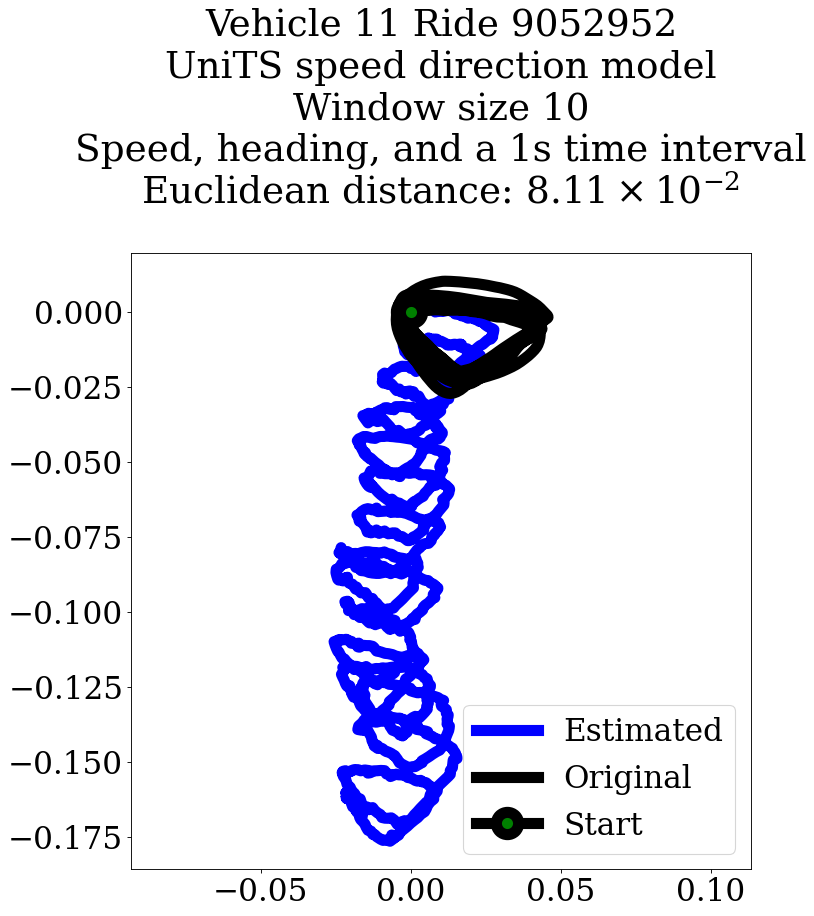 Vehicle 11 Ride 9052952
UniTS speed direction model
Window size 10
Speed, heading, and a 1s time interval
Euclidean distance: 8.11 × 10⁻²
0.000
−0.025
−0.050
−0.075
−0.100
−0.125
−0.150
−0.175
Estimated
Original
Start
−0.05
0.00
0.05
0.10